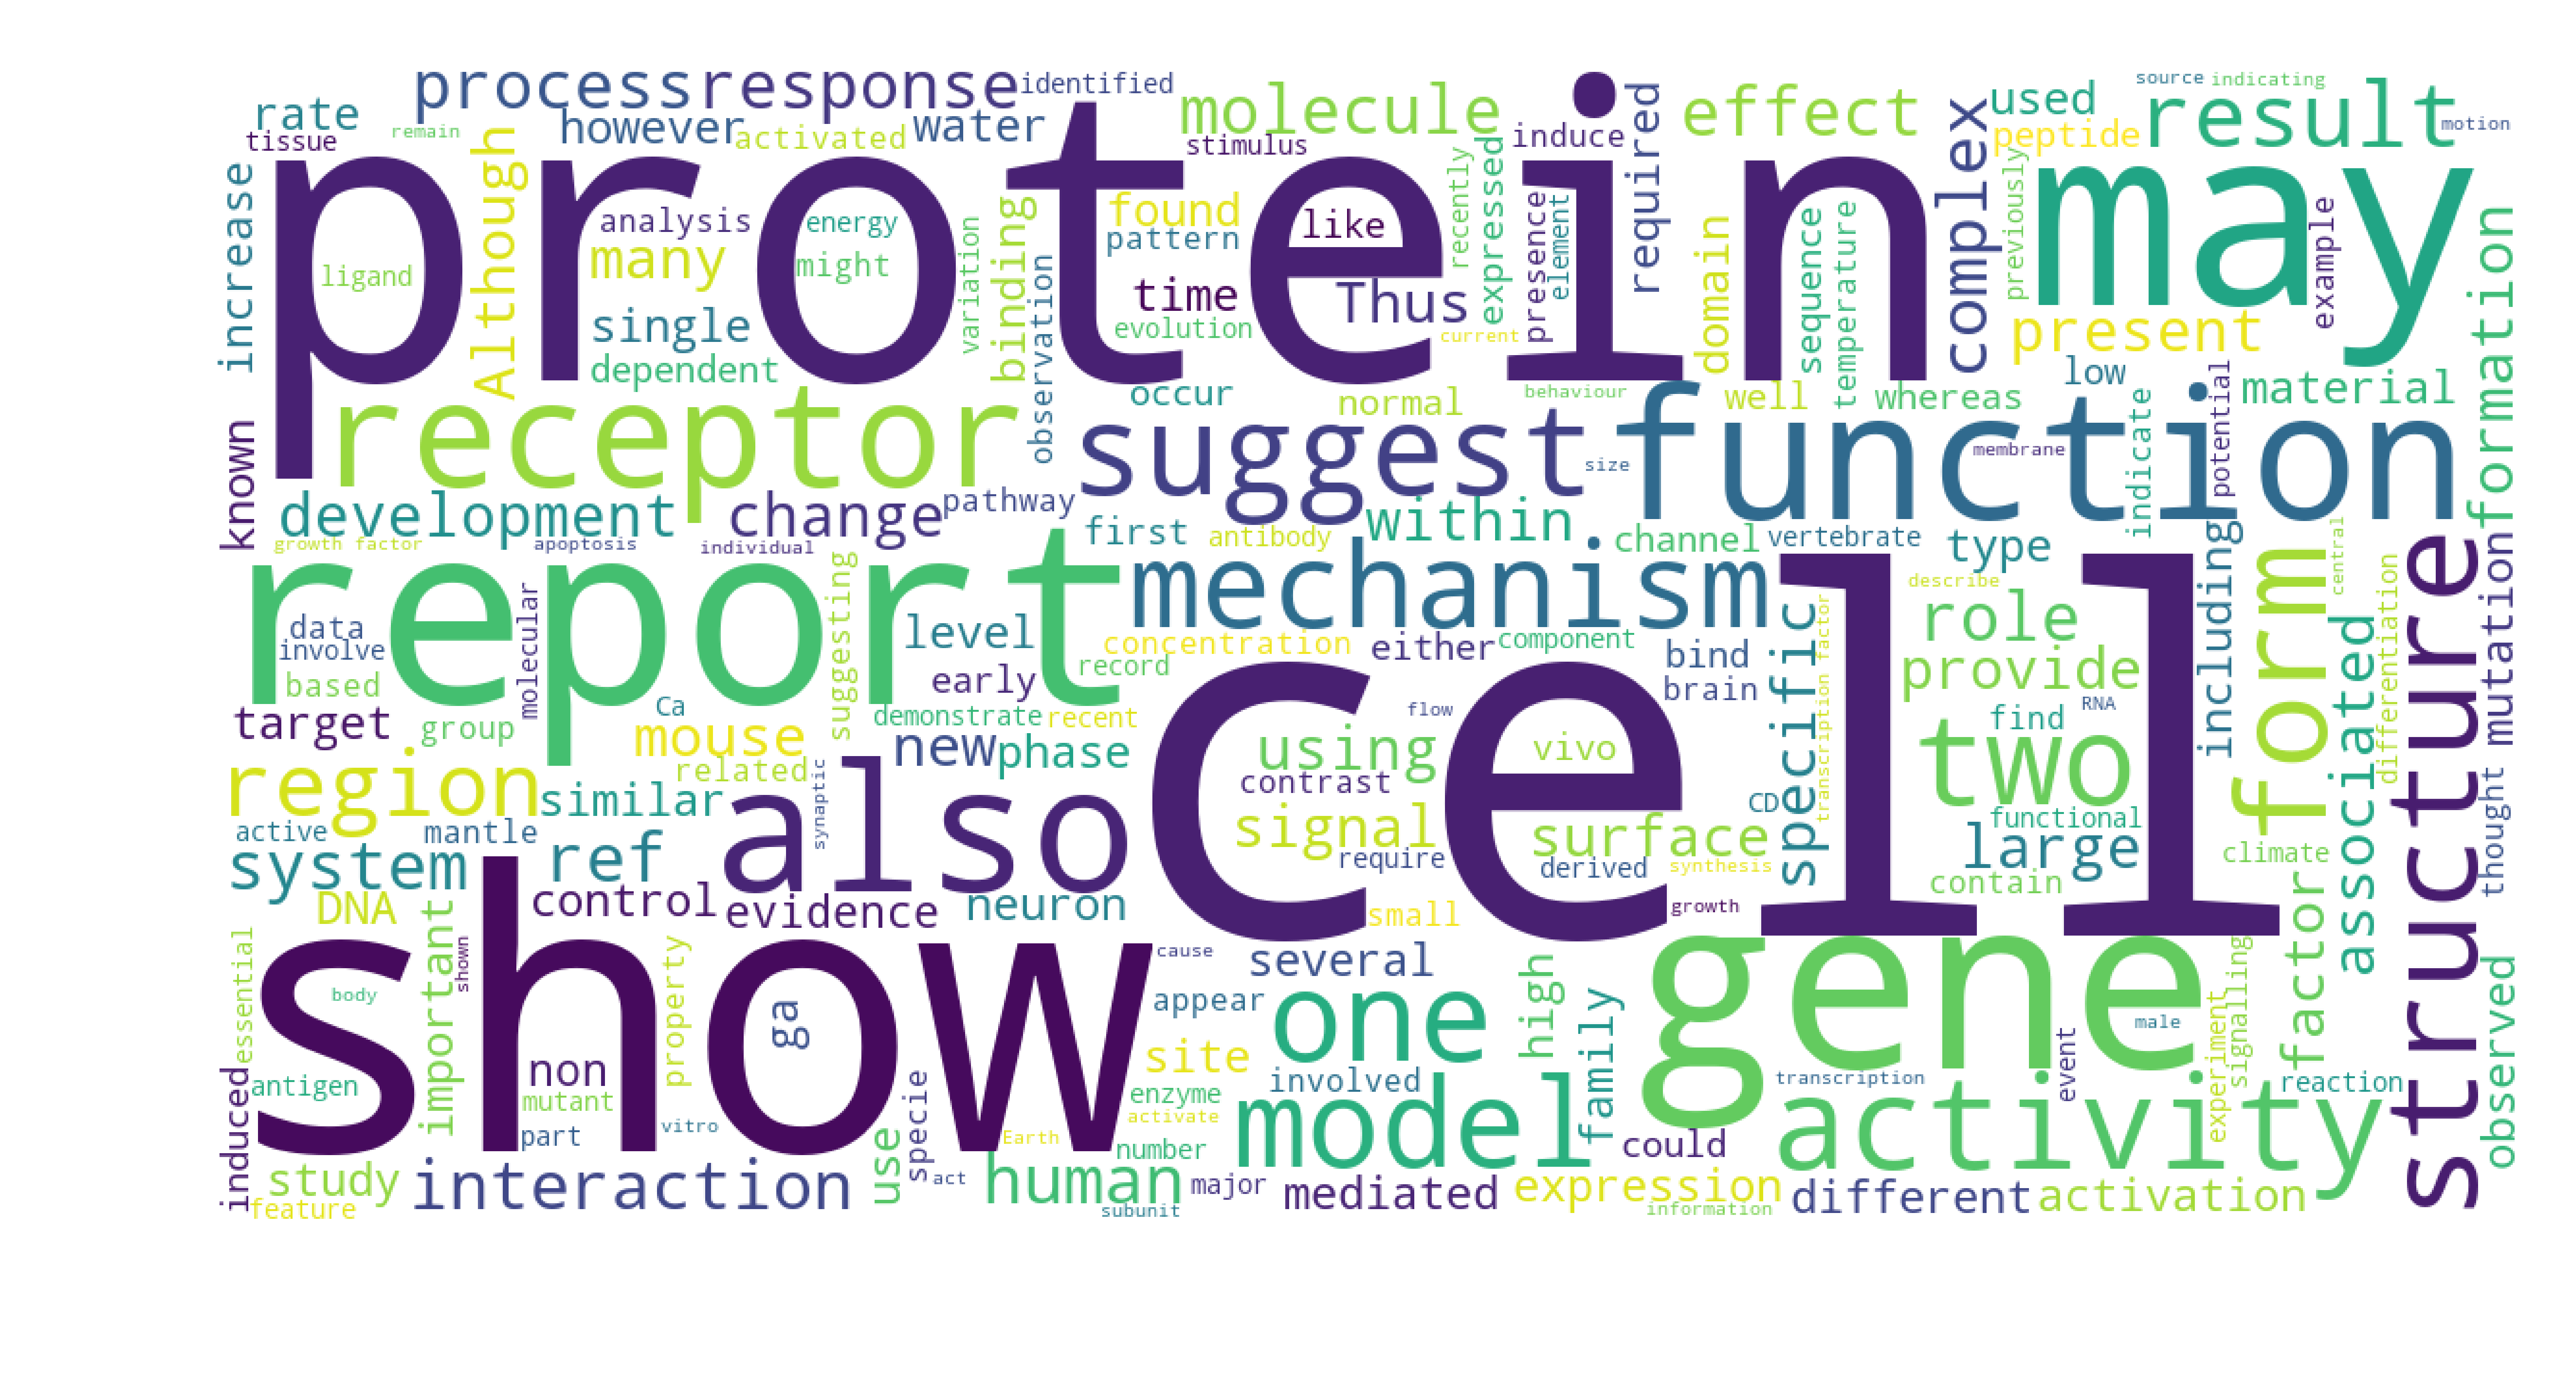 process
response
identified
molecule
effect
used
source
indicating
rate
however
activated
water
stimulus
induce
required
complex
peptide
result
motion
tissue
remain
protein
may
increase
Although
analysis
energy
many
might
ligand
single
dependent
variation
binding
observation
found
pattern
like
time
Thus
evolution
current
recently
expressed
presence
element
domain
sequence
temperature
previously
present
example
formation
occur
normal
behaviour
well
whereas
low
potential
material
known
receptor
suggest
function
size
membrane
indicate
development
change
pathway
first
antibody
within
channel
vertebrate
type
including
growth factor
apoptosis
individual
report
mechanism
describe
form
central
differentiation
structure
mutation
data
involve
based
molecular
suggesting
level
concentration
either
component
record
early
bind
brain
specific
transcription factor
role
provide
target
group
Ca
mouse
demonstrate
recent
new
phase
related
flow
using
vivo
contrast
find
RNA
two
associated
region
similar
synaptic
also
cell
signal
surface
CD
functional
large
thought
active
mantle
system
ref
require
derived
synthesis
contain
climate
DNA
control
evidence
neuron
small
growth
factor
important
shown
show
essential
body
property
ga
cause
several
appear
one
high
family
gene
male
signalling
experiment
event
observed
induced
antigen
non
mutant
part
vitro
site
enzyme
activate
involved
model
transcription
activity
reaction
study
feature
interaction
use
specie
act
Earth
number
human
major
subunit
mediated
could
expression
information
different
activation